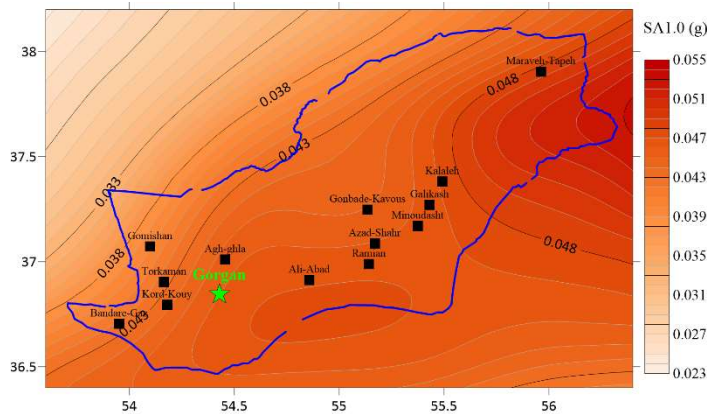 SA1.0 (g)
38
37.5
37
36.5
54
54.5
55
55.5
56
0.033
0.038
0.043
0.048
0.038
0.043
0.048
Maraveh-Tapeh
Kalaleh
Galikash
Gonbade-Kavous
Minoudasht
Azad-Shahr
Ramian
Gomishan
Agh-ghla
Gorgan
Ali-Abad
Torkaman
Kord-Kouy
Bandare-Gaz
0.055
0.051
0.047
0.043
0.039
0.035
0.031
0.027
0.023